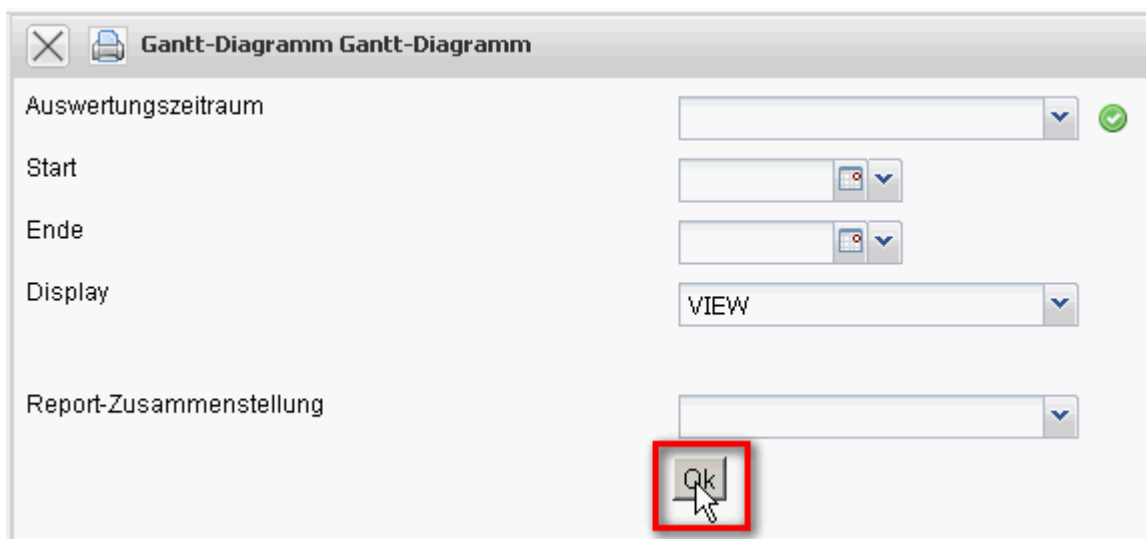 Gantt-Diagramm Gantt-Diagramm
Auswertungszeitraum
Start
Ende
Display
VIEW
Report-Zusammenstellung
Ok